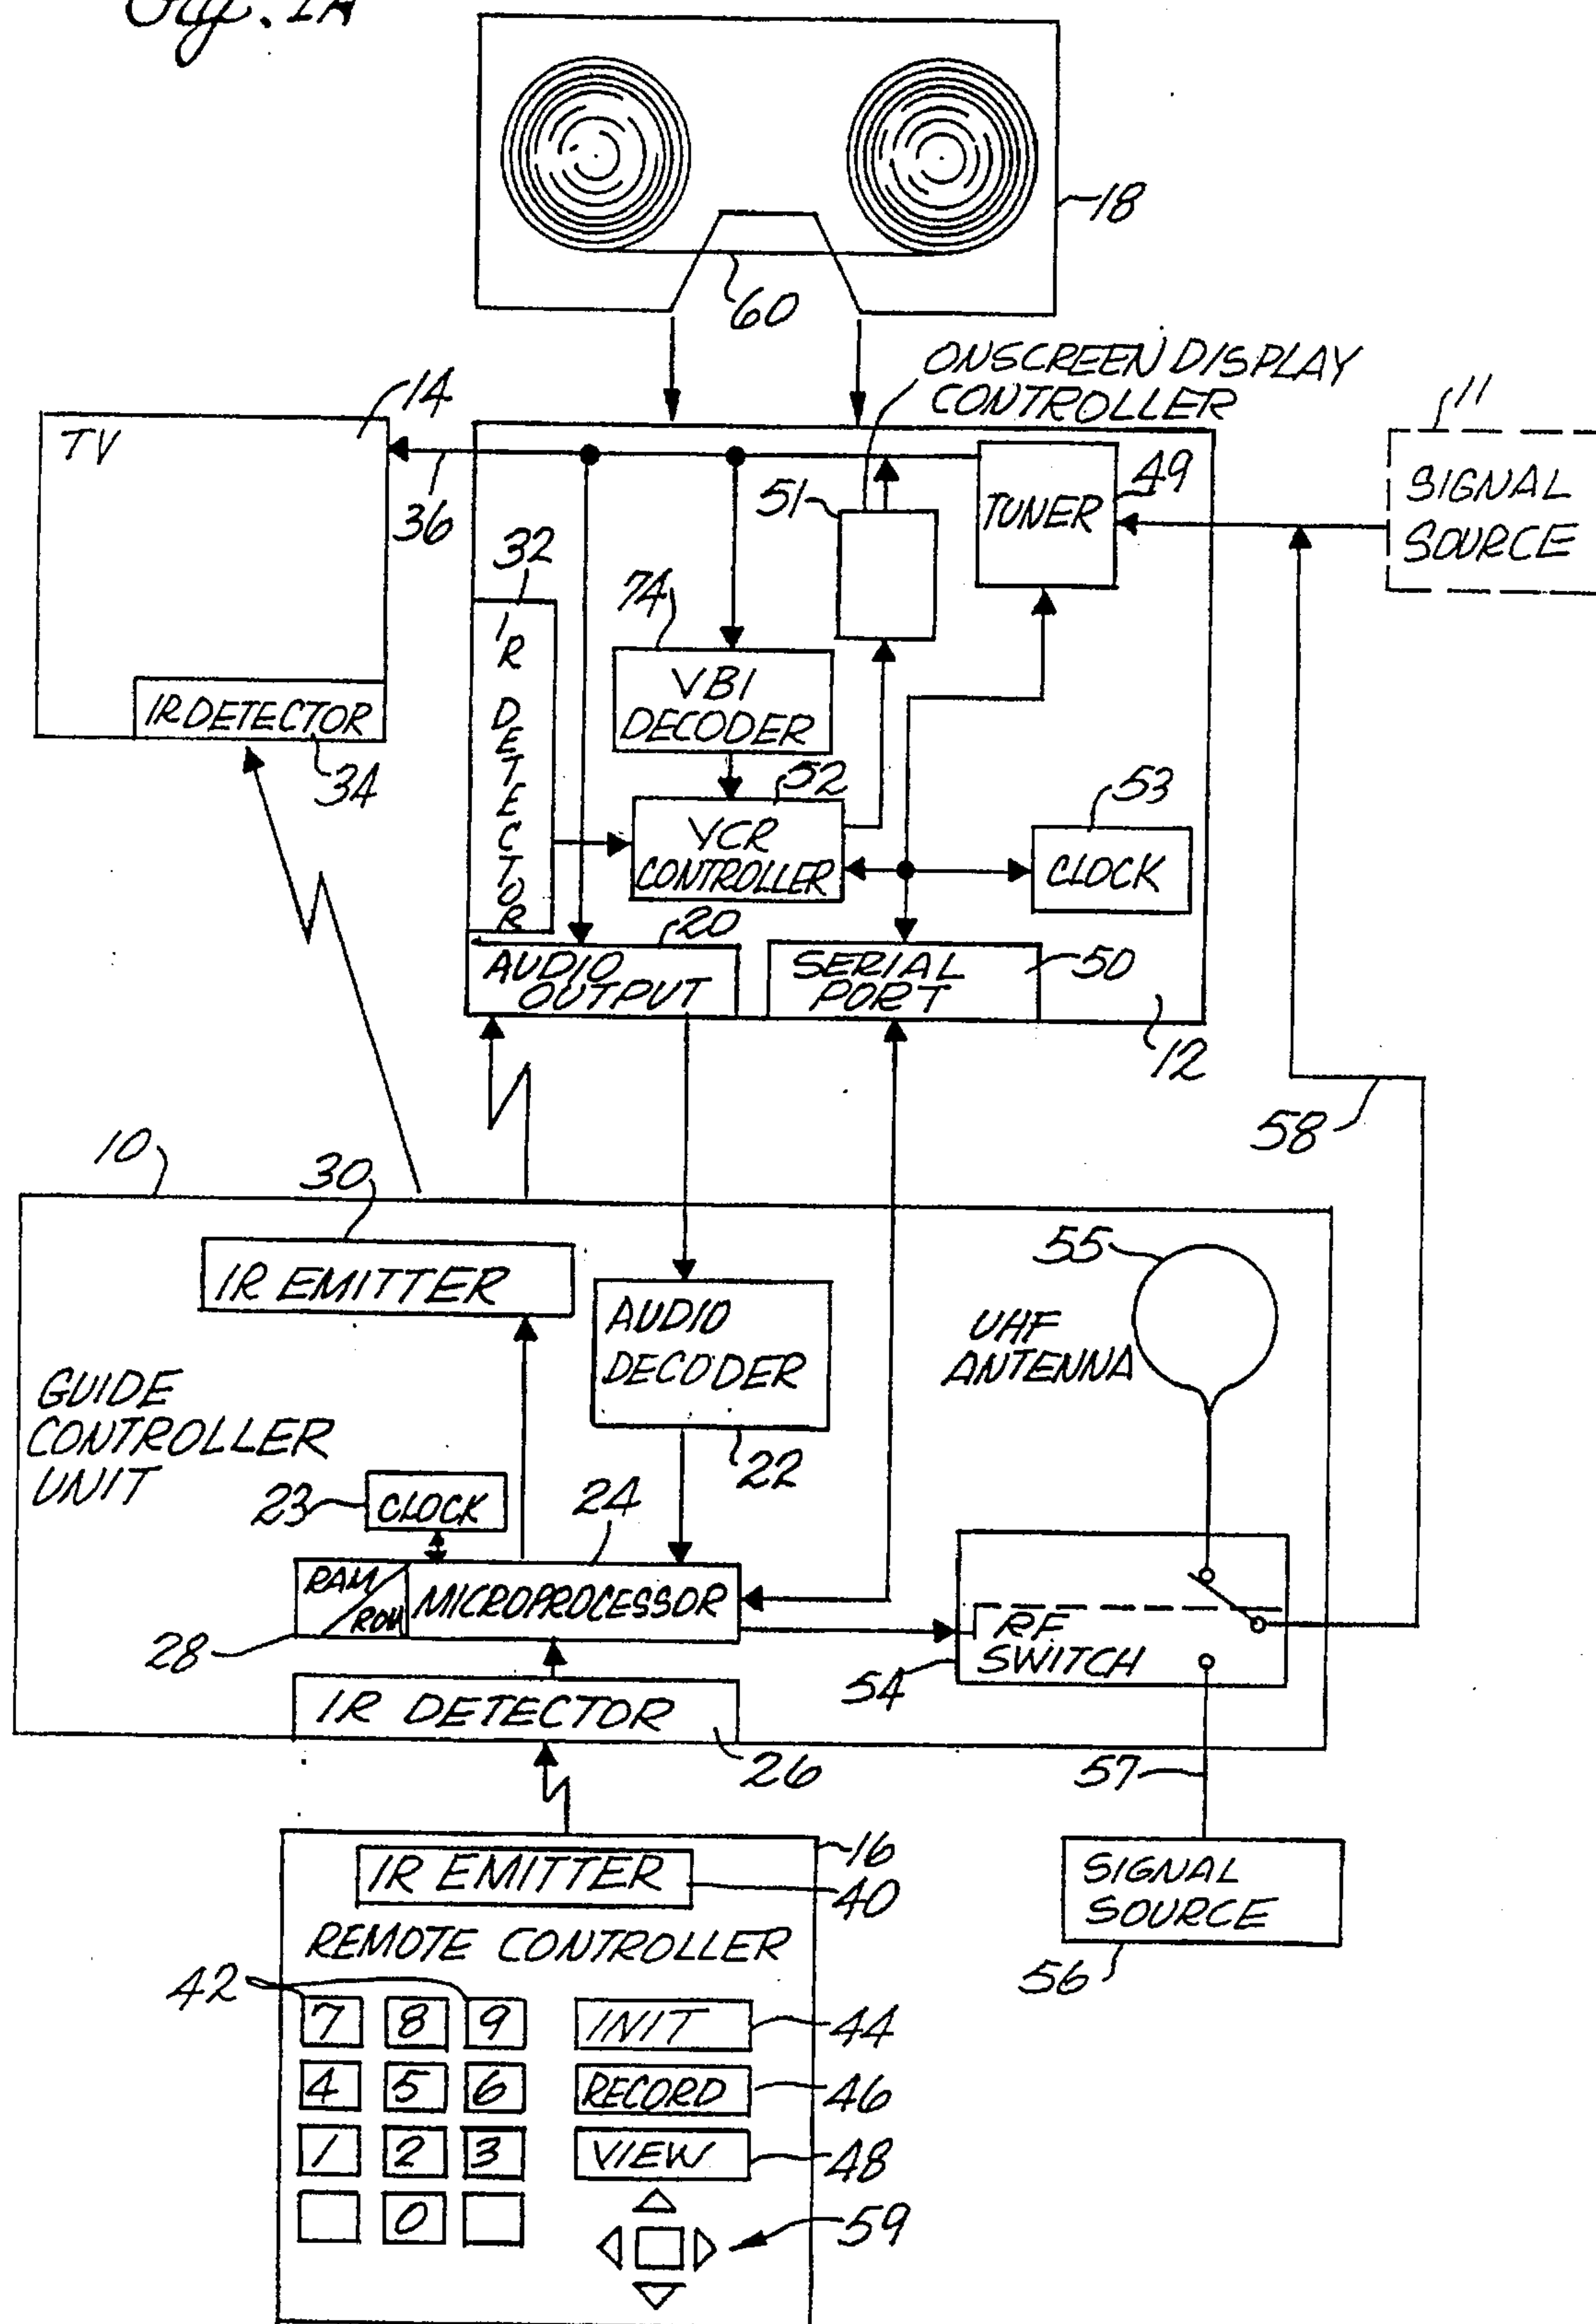 Fig. 1A
18
60
ONSCREEN DISPLAY
CONTROLLER
14
TV
11
SIGNAL
SOURCE
36
51
49
TUNER
32
IR DETECTOR
74
VBI
DECODER
IR DETECTOR
34
52
VCR
CONTROLLER
53
CLOCK
20
AUDIO
OUTPUT
SERIAL
PORT
50
12
58
10
30
IR EMITTER
55
UHF
ANTENNA
AUDIO
DECODER
22
GUIDE
CONTROLLER
UNIT
23
CLOCK
24
RAM/
ROM
MICROPROCESSOR
28
RF
SWITCH
54
IR DETECTOR
26
57
16
IR EMITTER
40
SIGNAL
SOURCE
56
REMOTE CONTROLLER
42
7 8 9
INIT
44
4 5 6
RECORD
46
1 2 3
VIEW
48
0
59